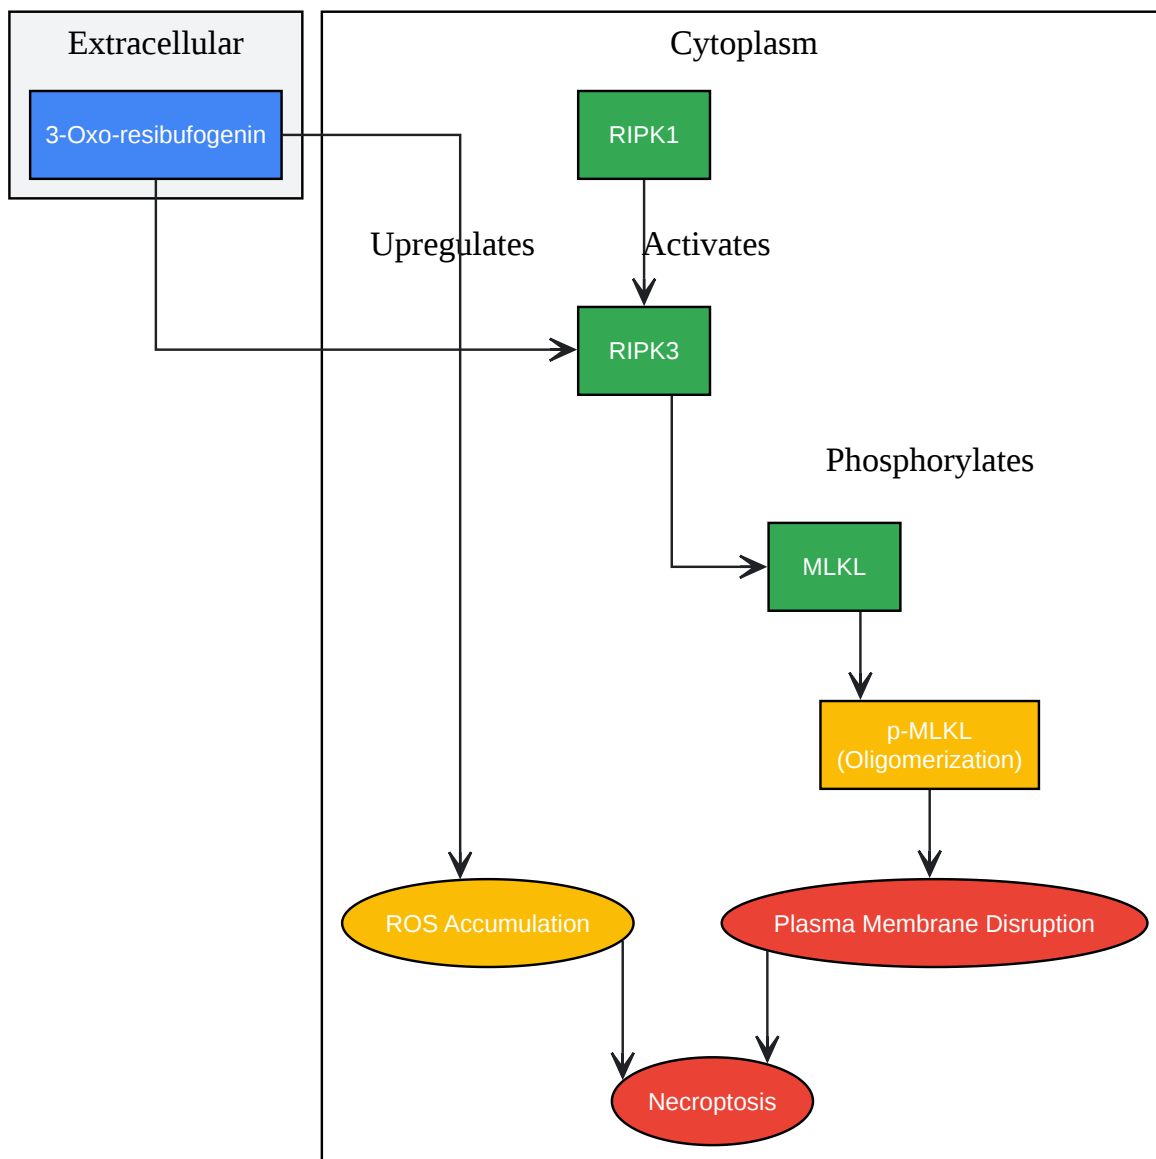 Extracellular
Cytoplasm
3-Oxo-resibufogenin
RIPK1
Upregulates
Activates
RIPK3
Phosphorylates
MLKL
p-MLKL
(Oligomerization)
ROS Accumulation
Plasma Membrane Disruption
Necroptosis